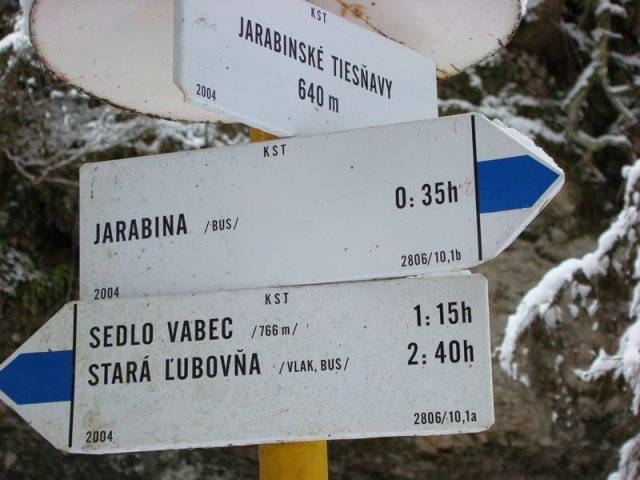 KST
JARABINSKÉ TIESŇAVY
2004 640 m
KST
JARABINA /BUS/ 0:35h
2004 2806/10,1b
KST
SEDLO VABEC /766 m/ 1:15h
STARÁ ĽUBOVŇA /VLAK, BUS/ 2:40h
2004 2806/10,1a